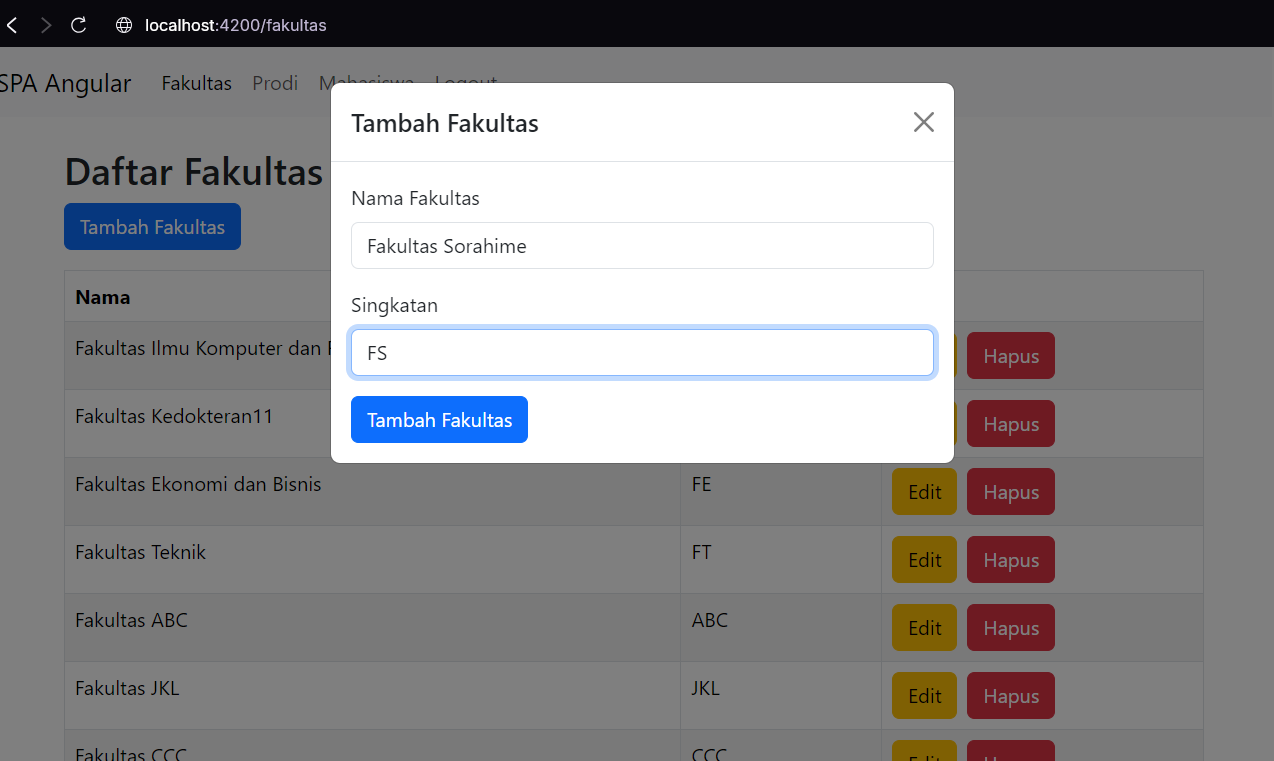 localhost:4200/fakultas
SPA Angular Fakultas Prodi Mahasiswa Logout
Tambah Fakultas
Nama Fakultas
Fakultas Sorahime
Singkatan
FS
Tambah Fakultas
Daftar Fakultas
Tambah Fakultas
Nama
Fakultas Ilmu Komputer dan
Hapus
Fakultas Kedokteran11
Hapus
Fakultas Ekonomi dan Bisnis FE Edit Hapus
Fakultas Teknik FT Edit Hapus
Fakultas ABC ABC Edit Hapus
Fakultas JKL JKL Edit Hapus
Fakultas CCC CCC Edit Hapus